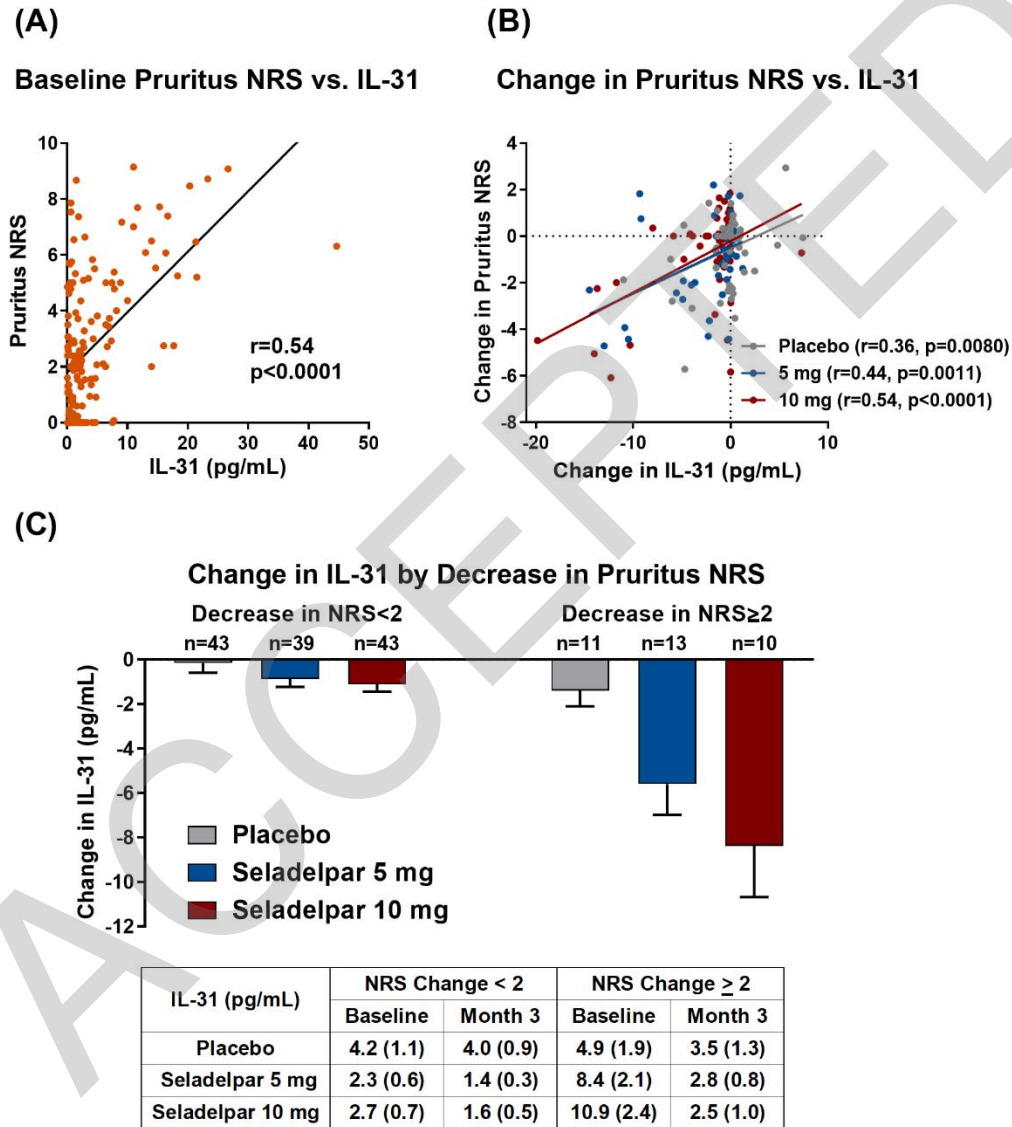 (A)
Baseline Pruritus NRS vs. IL-31
10
8
6
4
2
0
Pruritus NRS
r=0.54
p<0.0001
0 10 20 30 40 50
IL-31 (pg/mL)
(B)
Change in Pruritus NRS vs. IL-31
4
2
0
-2
-4
-6
-8
Change in Pruritus NRS
Placebo (r=0.36, p=0.0080)
5 mg (r=0.44, p=0.0011)
10 mg (r=0.54, p<0.0001)
-20 -10 0 10
Change in IL-31 (pg/mL)
(C)
Change in IL-31 by Decrease in Pruritus NRS
Decrease in NRS<2 Decrease in NRS≥2
n=43 n=39 n=43 n=11 n=13 n=10
0
-2
-4
-6
-8
-10
-12
Change in IL-31 (pg/mL)
Placebo
Seladelpar 5 mg
Seladelpar 10 mg
IL-31 (pg/mL) NRS Change < 2 NRS Change ≥ 2
Baseline Month 3 Baseline Month 3
Placebo 4.2 (1.1) 4.0 (0.9) 4.9 (1.9) 3.5 (1.3)
Seladelpar 5 mg 2.3 (0.6) 1.4 (0.3) 8.4 (2.1) 2.8 (0.8)
Seladelpar 10 mg 2.7 (0.7) 1.6 (0.5) 10.9 (2.4) 2.5 (1.0)
ACCEPTED